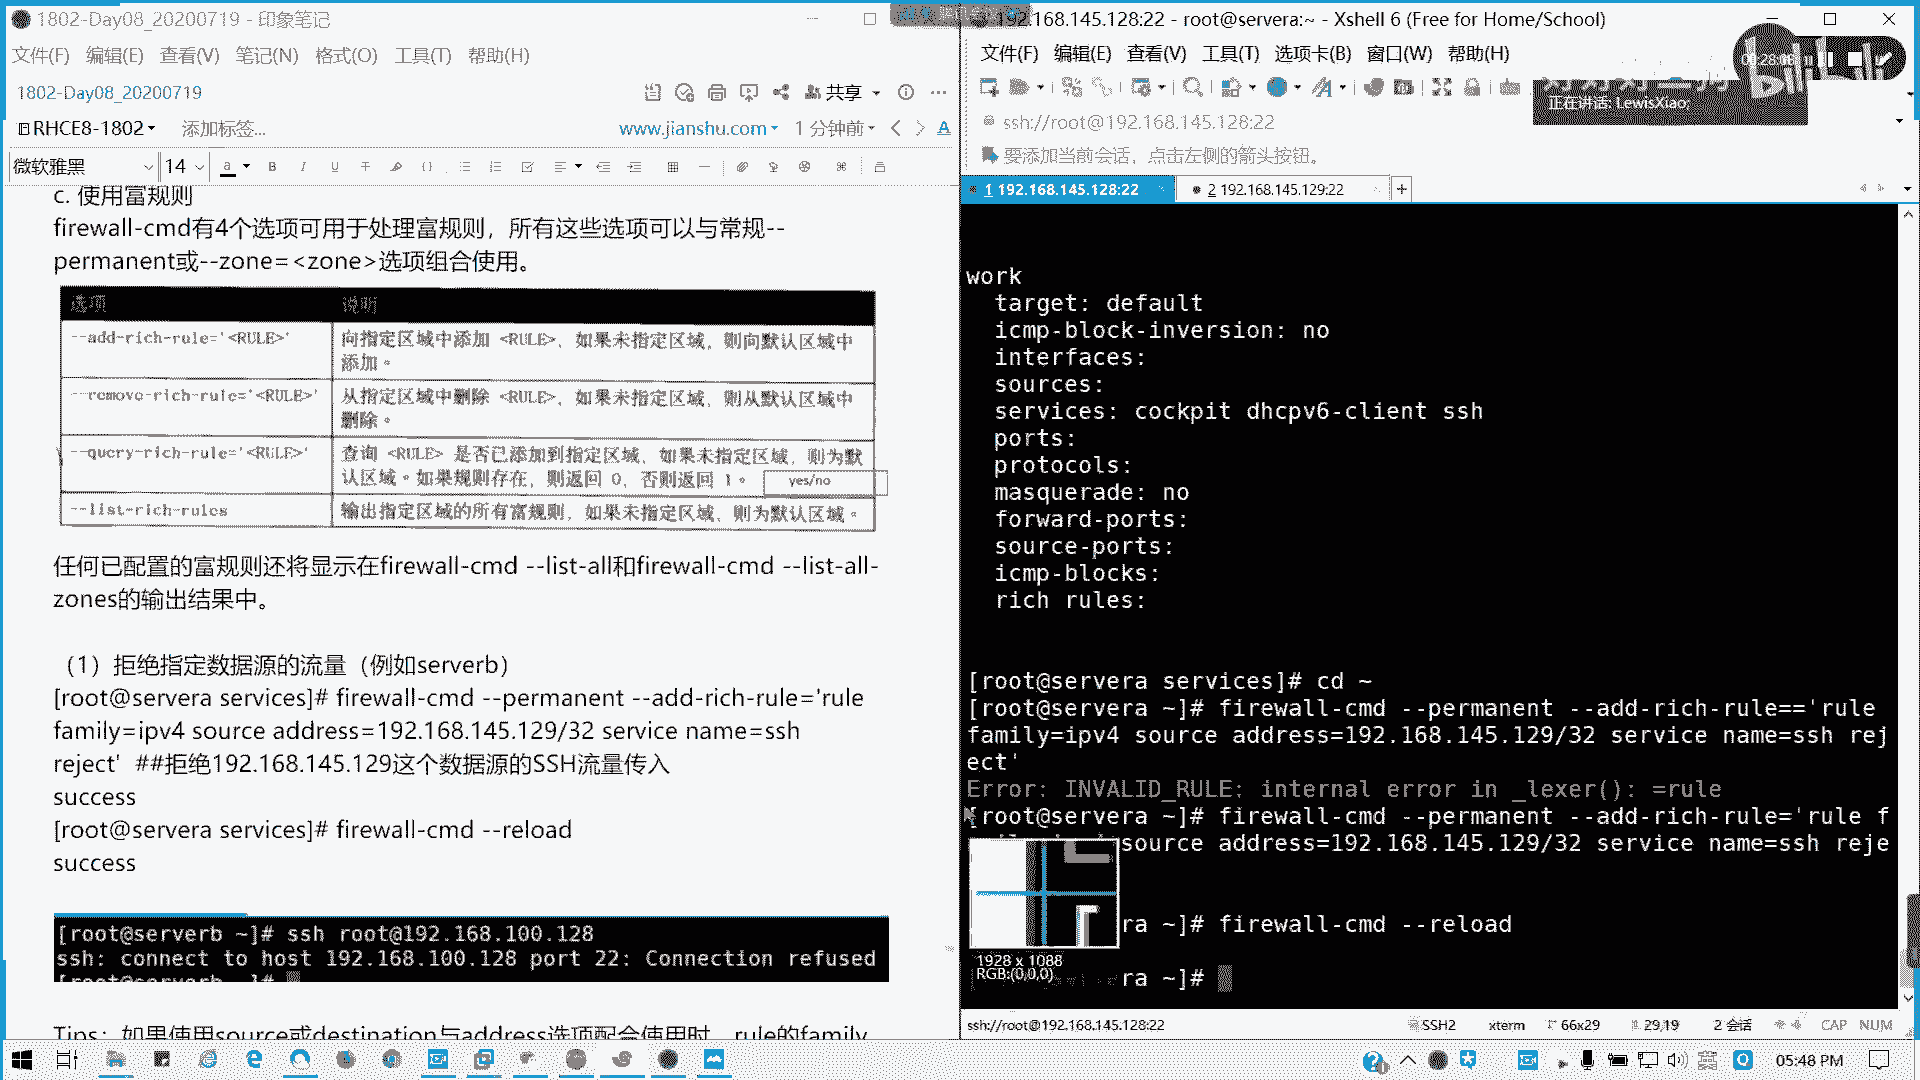 1802-Day08_20200719 - 印象笔记
文件(F) 编辑(E) 查看(V) 笔记(N) 格式(O) 工具(T) 帮助(H)
1802-Day08_20200719
共享
RHCE8-1802 添加标签... www.jianshu.com 1 分钟前
微软雅黑 14
c. 使用富规则
firewall-cmd有4个选项可用于处理富规则，所有这些选项可以与常规--
permanent或--zone=<zone>选项组合使用。
选项 说明
--add-rich-rule='<RULE>' 向指定区域中添加 <RULE>，如果未指定区域，则向默认区域中
添加。
--remove-rich-rule='<RULE>' 从指定区域中删除 <RULE>，如果未指定区域，则从默认区域中
删除。
--query-rich-rule='<RULE>' 查询 <RULE> 是否已添加到指定区域，如果未指定区域，则为默
认区域。如果规则存在，则返回 0，否则返回 1。 yes/no
--list-rich-rules 输出指定区域的所有富规则，如果未指定区域，则为默认区域。
任何已配置的富规则还将显示在firewall-cmd --list-all和firewall-cmd --list-all-
zones的输出结果中。
（1）拒绝指定数据源的流量（例如serverb）
[root@servera services]# firewall-cmd --permanent --add-rich-rule='rule
family=ipv4 source address=192.168.145.129/32 service name=ssh
reject' ##拒绝192.168.145.129这个数据源的SSH流量传入
success
[root@servera services]# firewall-cmd --reload
success
[root@serverb ~]# ssh root@192.168.100.128
ssh: connect to host 192.168.100.128 port 22: Connection refused
[root@serverb ~]#
Tips：如果使用source或destination与address选项配合使用时，rule的family
192.168.145.128:22 - root@servera:~ - Xshell 6 (Free for Home/School)
文件(F) 编辑(E) 查看(V) 工具(T) 选项卡(B) 窗口(W) 帮助(H)
00:28:06
bilibili
正在讲话: LewisXiao;
ssh://root@192.168.145.128:22
要添加当前会话，点击左侧的箭头按钮。
1 192.168.145.128:22 2 192.168.145.129:22 +
work
target: default
icmp-block-inversion: no
interfaces:
sources:
services: cockpit dhcpv6-client ssh
ports:
protocols:
masquerade: no
forward-ports:
source-ports:
icmp-blocks:
rich rules:
[root@servera services]# cd ~
[root@servera ~]# firewall-cmd --permanent --add-rich-rule=='rule
family=ipv4 source address=192.168.145.129/32 service name=ssh rej
ect'
Error: INVALID_RULE: internal error in _lexer(): =rule
[root@servera ~]# firewall-cmd --permanent --add-rich-rule='rule f
source address=192.168.145.129/32 service name=ssh reje
ra ~]# firewall-cmd --reload
ra ~]#
1928 x 1088
RGB:(0,0,0)
ssh://root@192.168.145.128:22 SSH2 xterm 66x29 29,19 2 会话 CAP NUM
英 05:48 PM